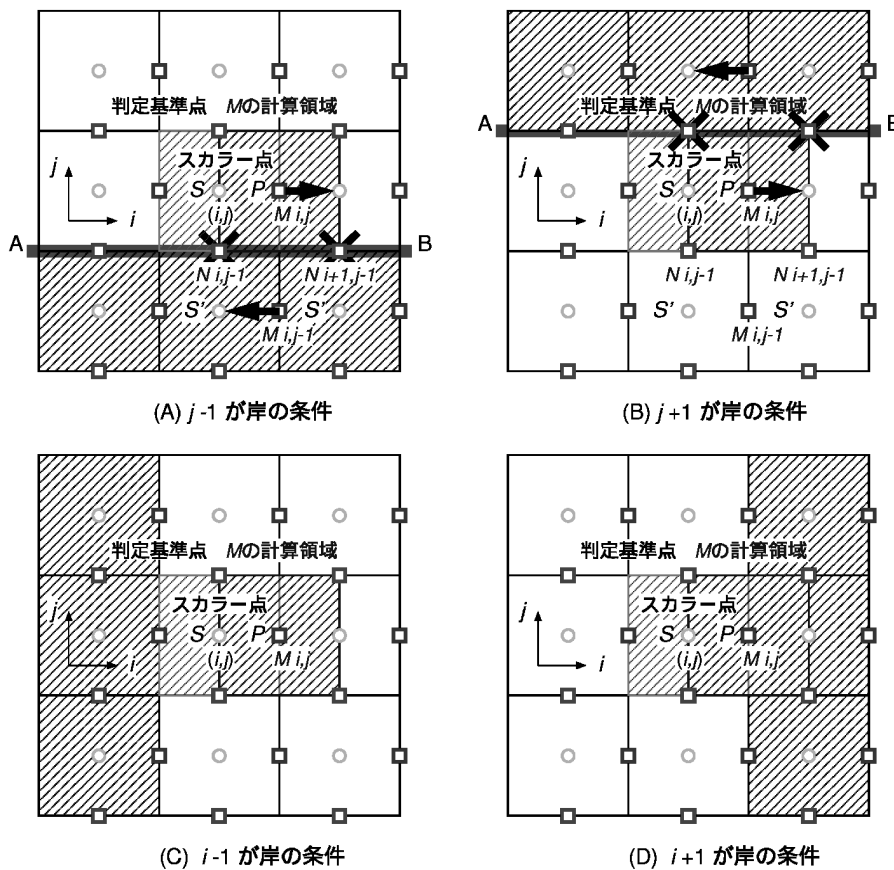 判定基準点 Mの計算領域
スカラー点
j
S
P
(i,j)
M i,j
i
A
B
N i,j-1
N i+1,j-1
S'
S'
M i,j-1
(A) j -1 が岸の条件
判定基準点 Mの計算領域
A
B
スカラー点
j
S
P
(i,j)
M i,j
i
N i,j-1
N i+1,j-1
S'
S'
M i,j-1
(B) j +1 が岸の条件
判定基準点 Mの計算領域
スカラー点
j
S
P
(i,j)
M i,j
i
(C) i -1 が岸の条件
判定基準点 Mの計算領域
スカラー点
j
S
P
(i,j)
M i,j
i
(D) i +1 が岸の条件